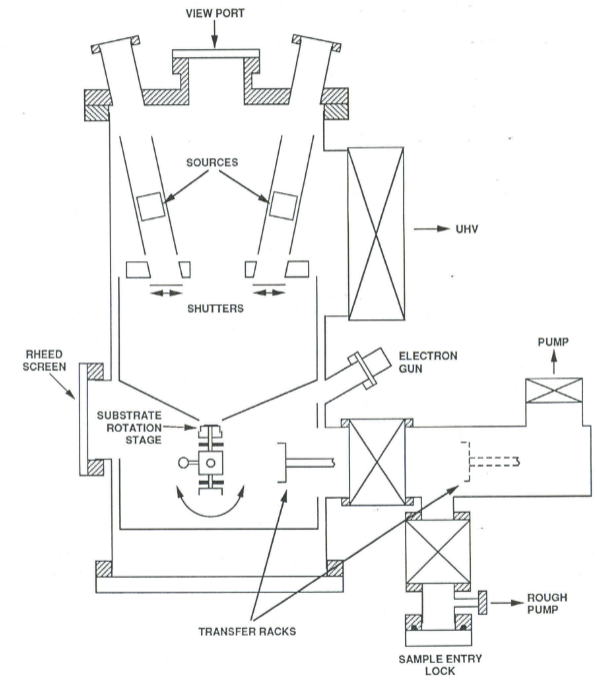 VIEW PORT
SOURCES
UHV
SHUTTERS
RHEED
SCREEN
ELECTRON
GUN
PUMP
SUBSTRATE
ROTATION
STAGE
TRANSFER RACKS
ROUGH
PUMP
SAMPLE ENTRY
LOCK